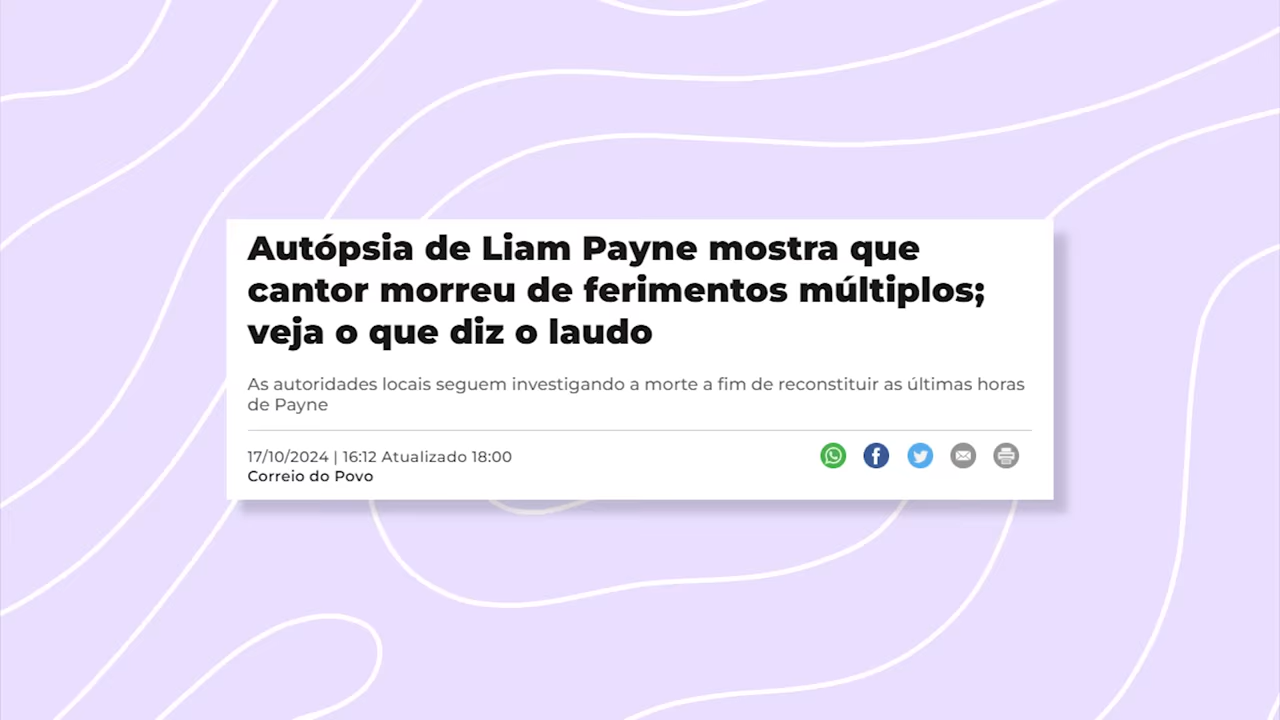 Autópsia de Liam Payne mostra que
cantor morreu de ferimentos múltiplos;
veja o que diz o laudo
As autoridades locais seguem investigando a morte a fim de reconstituir as últimas horas
de Payne
17/10/2024 | 16:12 Atualizado 18:00
Correio do Povo